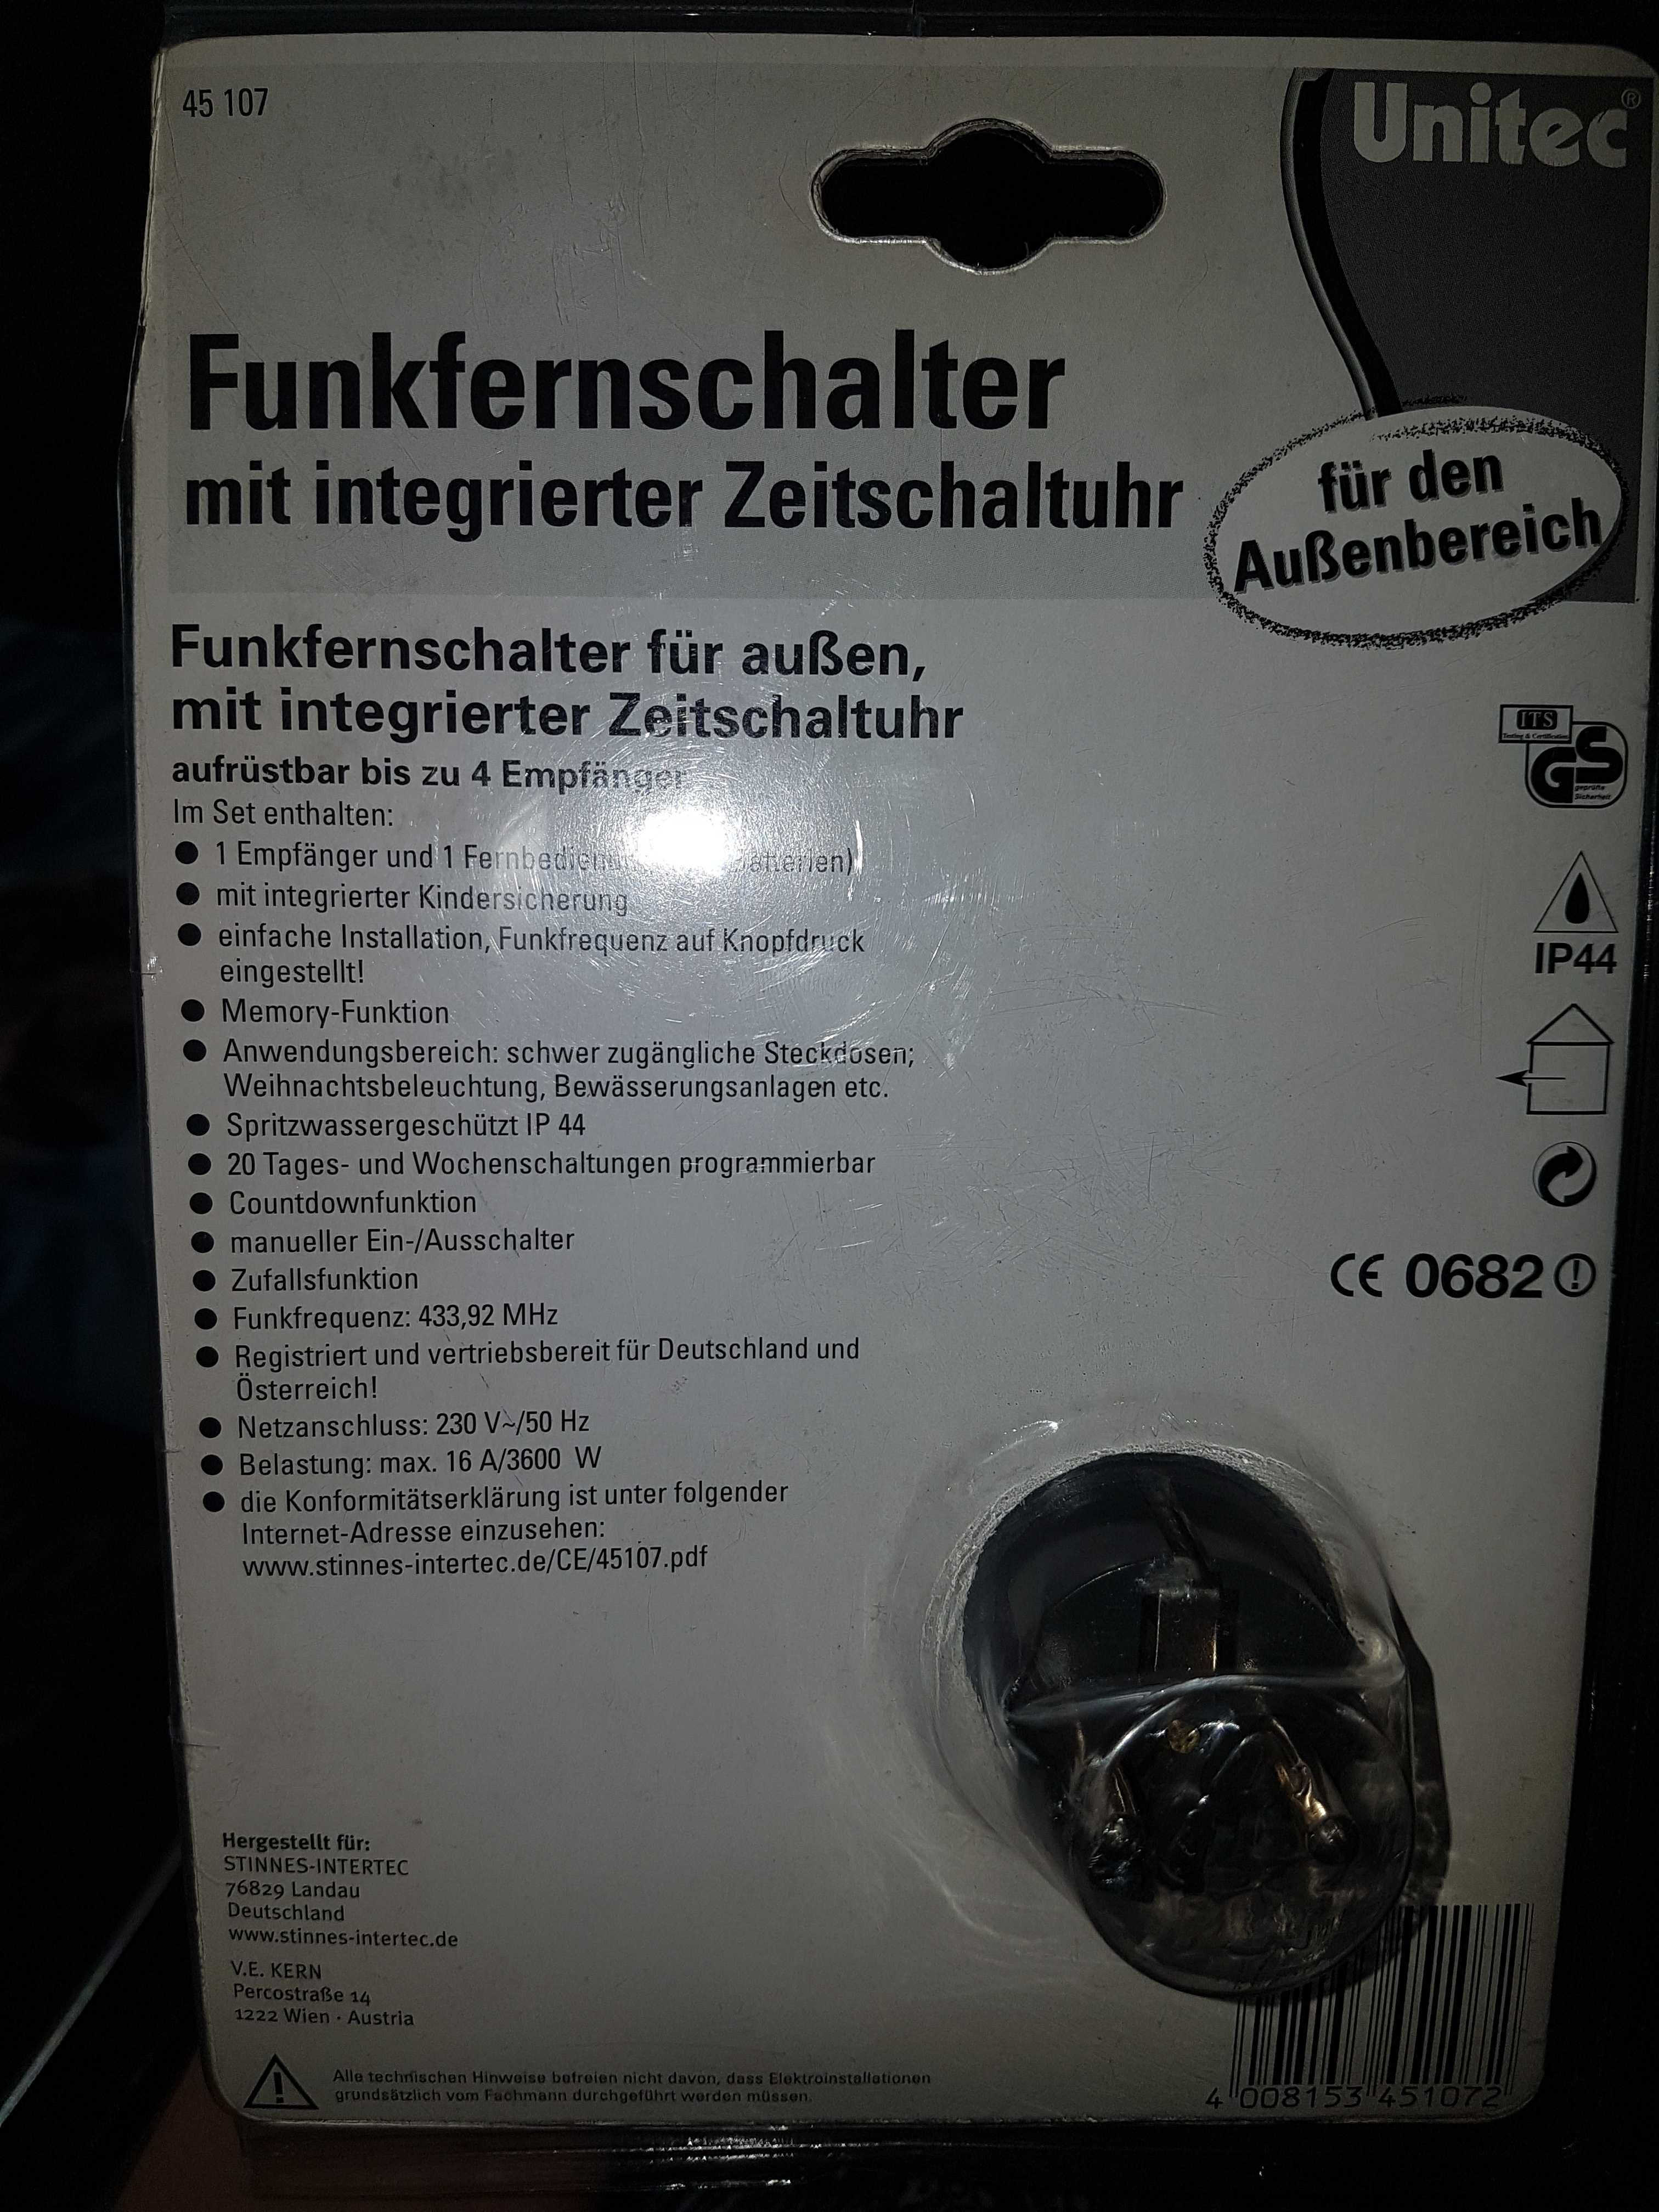 45 107
Unitec®
Funkfernschalter
mit integrierter Zeitschaltuhr
für den
Außenbereich
Funkfernschalter für außen,
mit integrierter Zeitschaltuhr
aufrüstbar bis zu 4 Empfänger
Im Set enthalten:
● 1 Empfänger und 1
● mit integrierter Kindersicherung
● einfache Installation, Funkfrequenz auf Knopfdruck
eingestellt!
● Memory-Funktion
● Anwendungsbereich: schwer zugängliche Steckdosen;
Weihnachtsbeleuchtung, Bewässerungsanlagen etc.
● Spritzwassergeschützt IP 44
● 20 Tages- und Wochenschaltungen programmierbar
● Countdownfunktion
● manueller Ein-/Ausschalter
● Zufallsfunktion
● Funkfrequenz: 433,92 MHz
● Registriert und vertriebsbereit für Deutschland und
Österreich!
● Netzanschluss: 230 V~/50 Hz
● Belastung: max. 16 A/3600 W
● die Konformitätserklärung ist unter folgender
Internet-Adresse einzusehen:
www.stinnes-intertec.de/CE/45107.pdf
ITS
Testing & Certification
GS
geprüfte
Sicherheit
IP44
CE 0682
Hergestellt für:
STINNES-INTERTEC
76829 Landau
Deutschland
www.stinnes-intertec.de
V.E. KERN
Percostraße 14
1222 Wien · Austria
Alle technischen Hinweise befreien nicht davon, dass Elektroinstallationen
grundsätzlich vom Fachmann durchgeführt werden müssen.
4 008153 451072